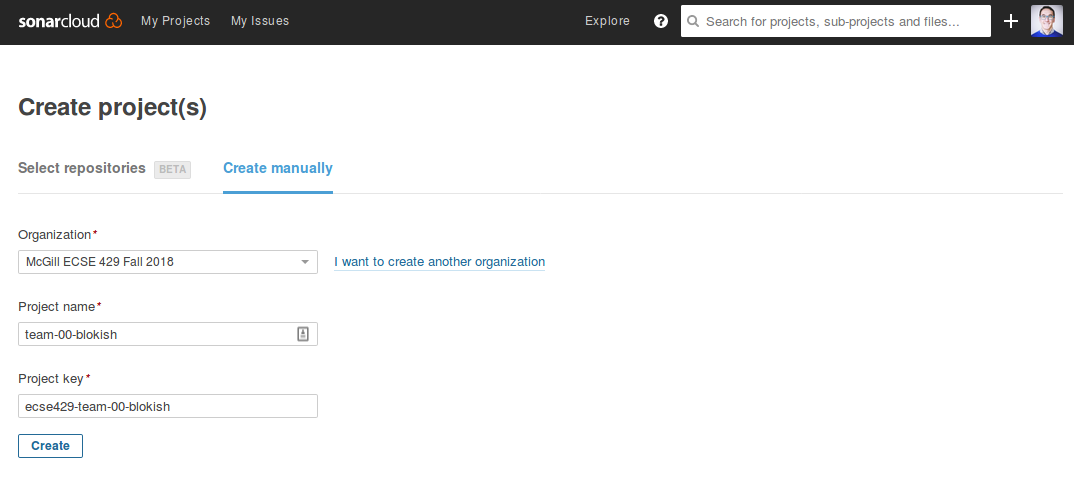 sonarcloud My Projects My Issues Explore ? Search for projects, sub-projects and files...
Create project(s)
Select repositories BETA Create manually
Organization*
McGill ECSE 429 Fall 2018 I want to create another organization
Project name*
team-00-blokish
Project key*
ecse429-team-00-blokish
Create